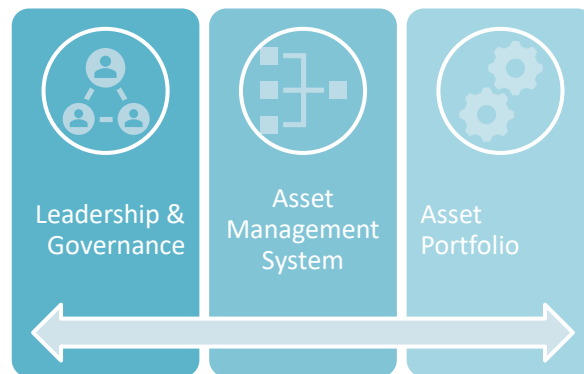 Leadership &
Governance
Asset
Management
System
Asset
Portfolio